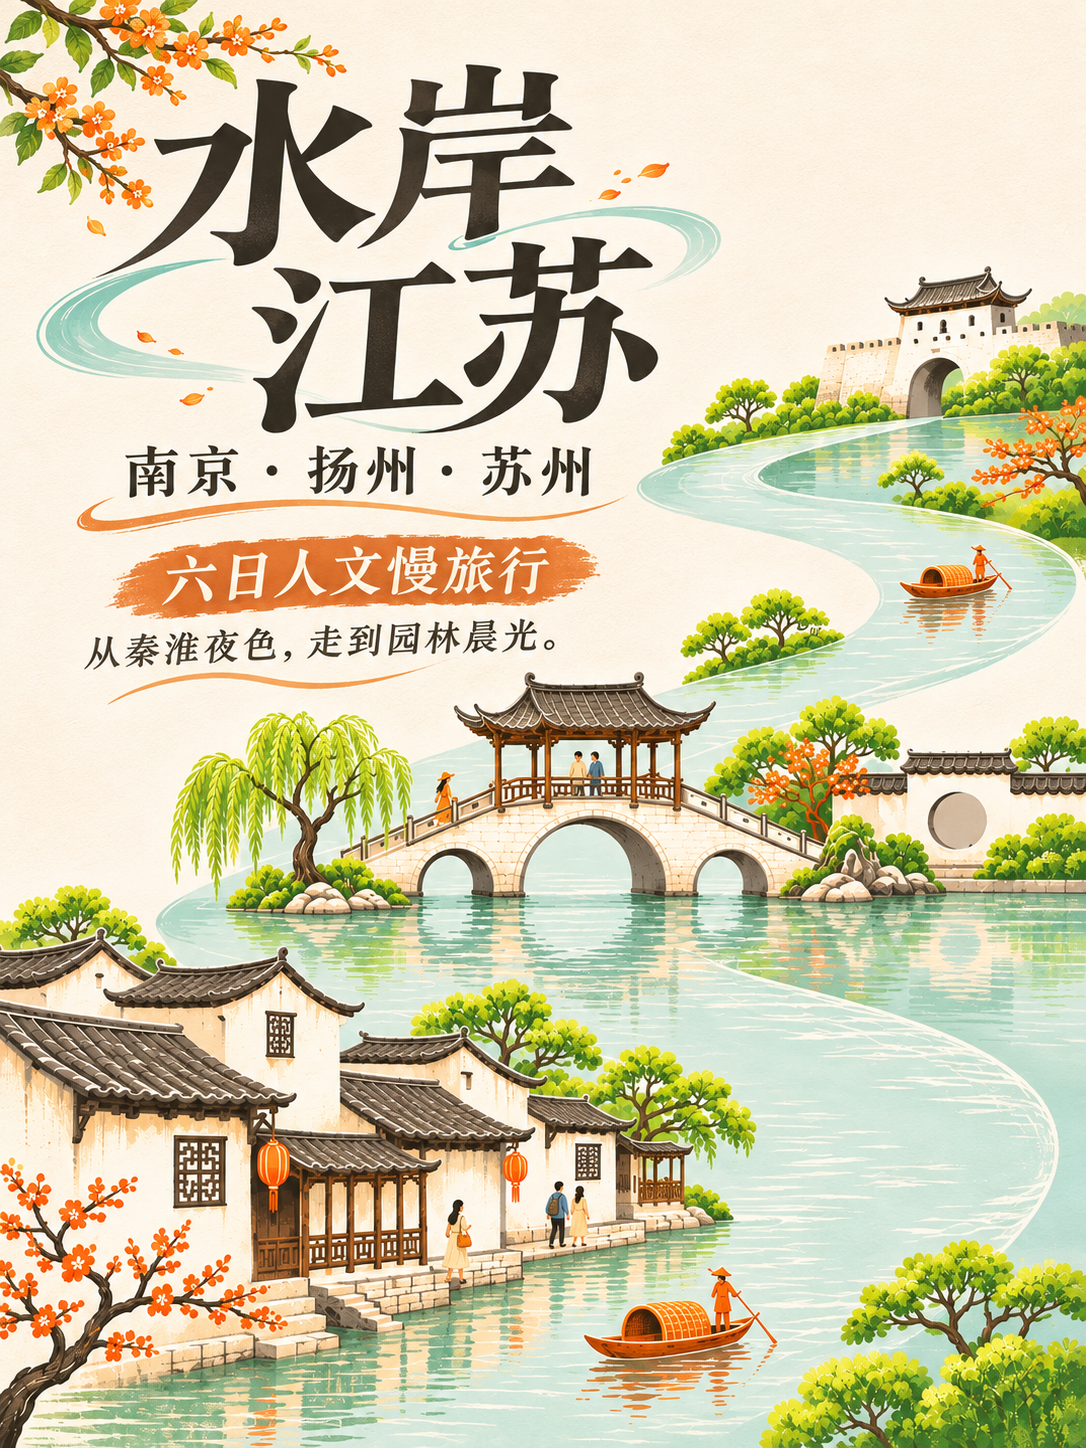 水岸
江苏
南京·扬州·苏州
六日人文慢旅行
从秦淮夜色，走到园林晨光。